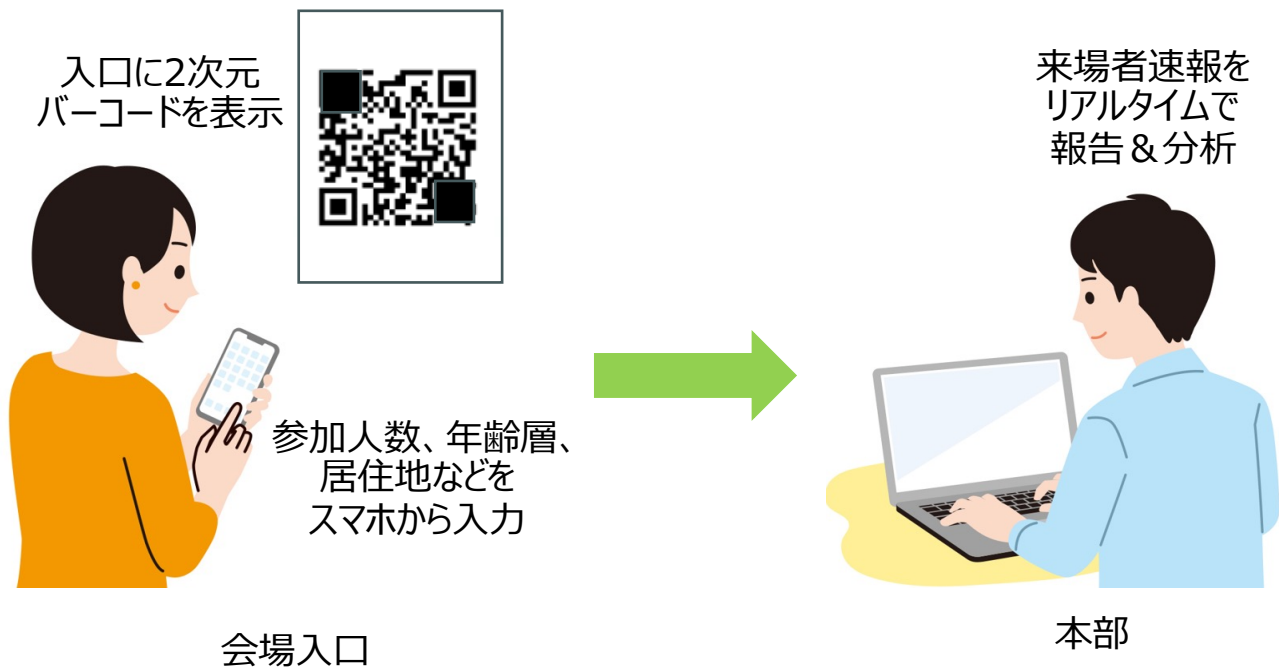 入口に2次元
バーコードを表示
参加人数、年齢層、
居住地などを
スマホから入力
会場入口
来場者速報を
リアルタイムで
報告＆分析
本部